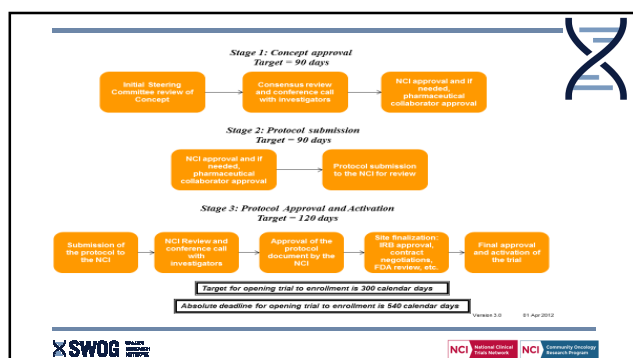 Stage 1: Concept approval
Target = 90 days
Initial Steering
Committee review of
Concept
Consensus review
and conference call
with investigators
NCI approval and If
needed,
pharmaceutical
collaborator approval
Stage 2: Protocol submission
Target = 90 days
NCI approval and if
needed,
pharmaceutical
collaborator approval
Protocol submission
to the NCI for review
Stage 3: Protocol Approval and Activation
Target = 120 days
Submission of
the protocol to
the NCI
NCI Review and
conference call
with
investigators
Approval of the
protocol
document by the
NCI
Site finalization:
IRB approval,
contract
negotiations,
FDA review, etc.
Final approval
and activation of
the trial
Target for opening trial to enrollment is 300 calendar days
Absolute deadline for opening trial to enrollment is 540 calendar days
Version 3.0 01 Apr 2012
SWOG
NCI National Clinical
Trials Network
NCI Community Oncology
Research Program